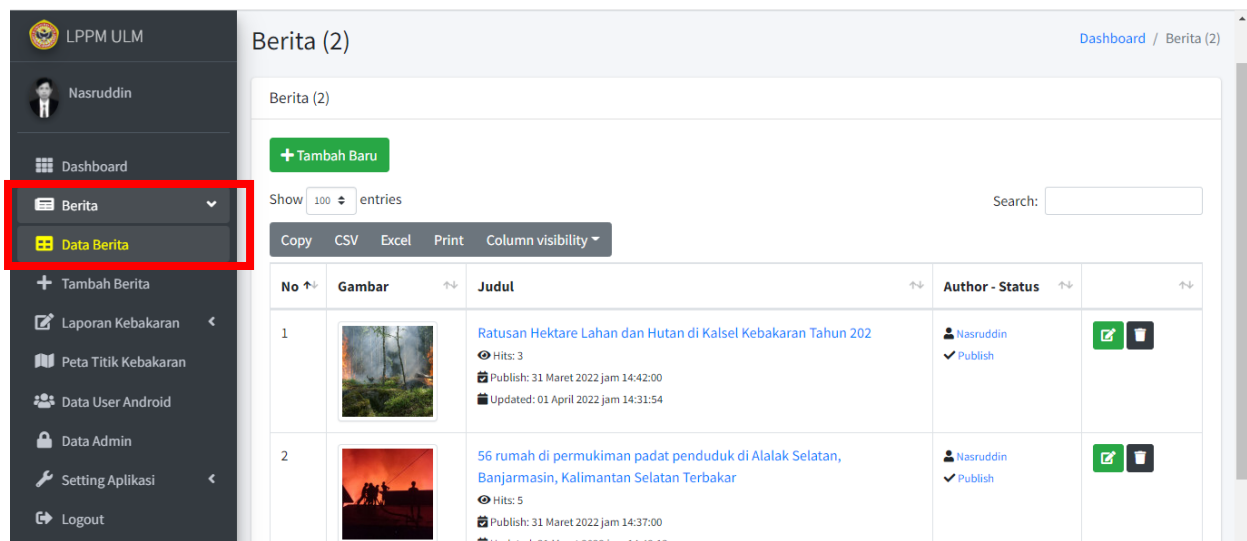 LPPM ULM
Nasruddin
Dashboard
Berita
Data Berita
Tambah Berita
Laporan Kebakaran
Peta Titik Kebakaran
Data User Android
Data Admin
Setting Aplikasi
Logout
Berita (2)
Dashboard / Berita (2)
Berita (2)
Tambah Baru
Show 100 entries
Search:
Copy CSV Excel Print Column visibility
No Gambar Judul Author - Status
1
Ratusan Hektare Lahan dan Hutan di Kalsel Kebakaran Tahun 202
Hits: 3
Publish: 31 Maret 2022 jam 14:42:00
Updated: 01 April 2022 jam 14:31:54
Nasruddin
Publish
2
56 rumah di permukiman padat penduduk di Alalak Selatan,
Banjarmasin, Kalimantan Selatan Terbakar
Hits: 5
Publish: 31 Maret 2022 jam 14:37:00
Nasruddin
Publish